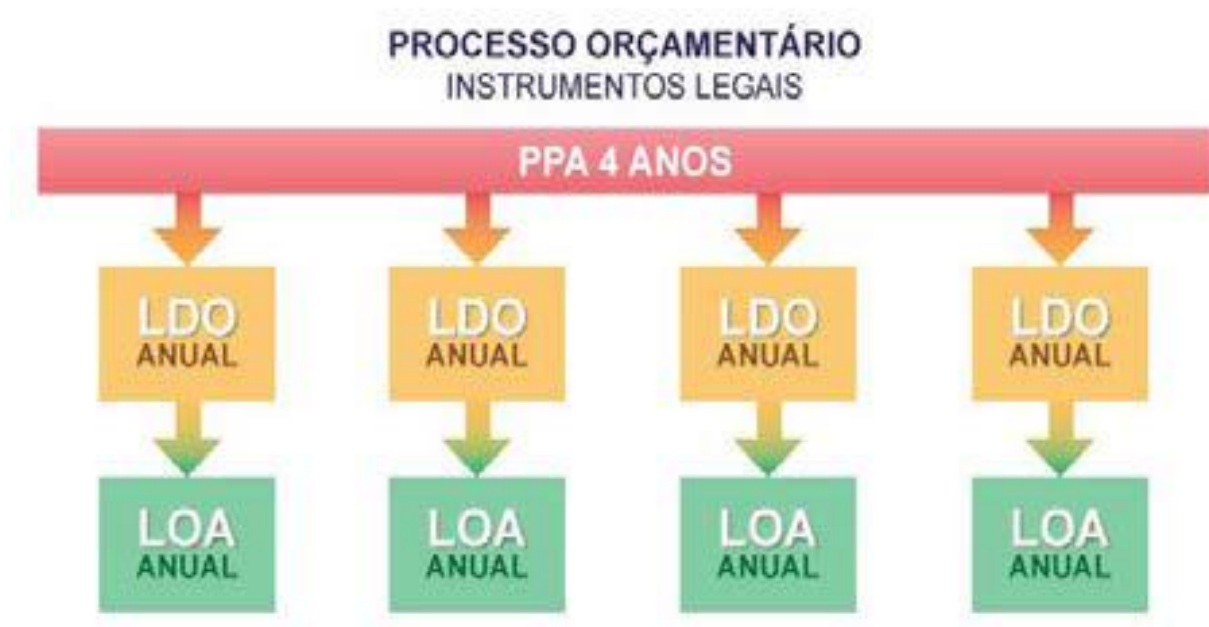 PROCESSO ORÇAMENTÁRIO
INSTRUMENTOS LEGAIS
PPA 4 ANOS
LDO
ANUAL
LDO
ANUAL
LDO
ANUAL
LDO
ANUAL
LOA
ANUAL
LOA
ANUAL
LOA
ANUAL
LOA
ANUAL